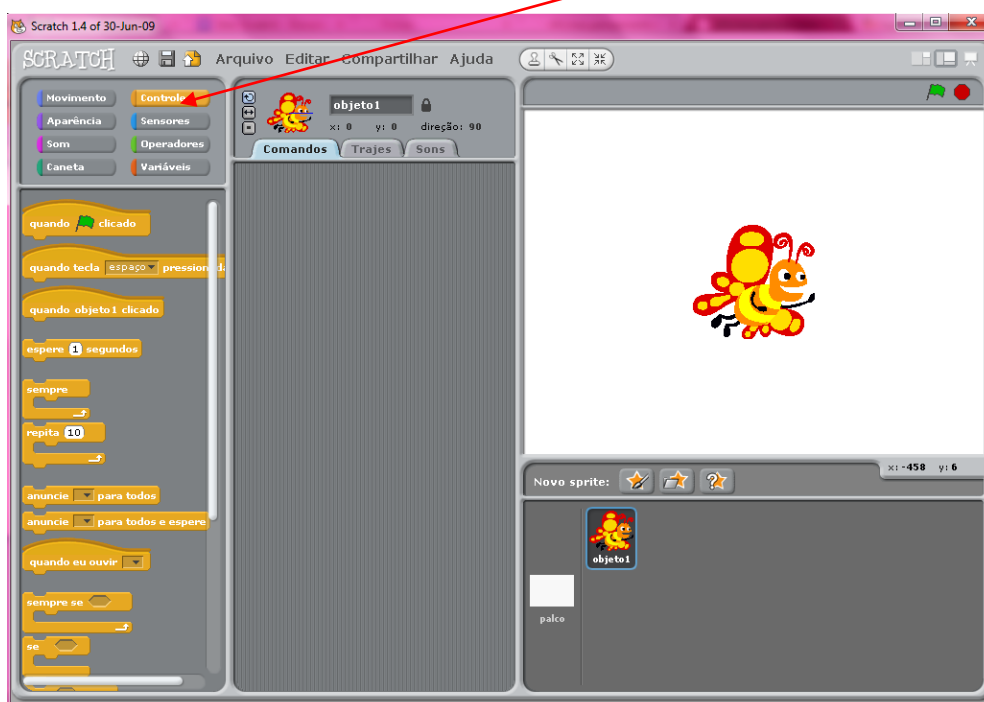 Scratch 1.4 of 30-Jun-09
SCRATCH Arquivo Editar Compartilhar Ajuda
Movimento Controle
Aparência Sensores
Som Operadores
Caneta Variáveis
objeto1
x: 0 y: 0 direção: 90
Comandos Trajes Sons
quando clicado
quando tecla espaço
quando objeto1 clicado
espere 1 segundos
sempre
repita 10
anuncie para todos
anuncie para todos e espere
quando eu ouvir
sempre se
se
x: -458 y: 6
Novo sprite:
objeto1
palco